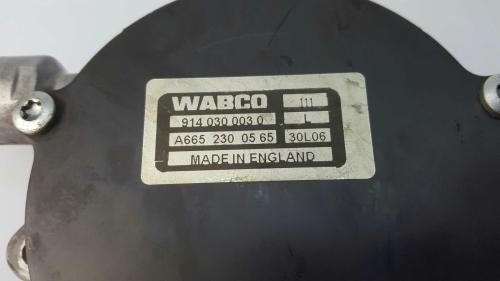 WABCO 111
914 030 003 0 L
A665 230 05 65 30L06
MADE IN ENGLAND